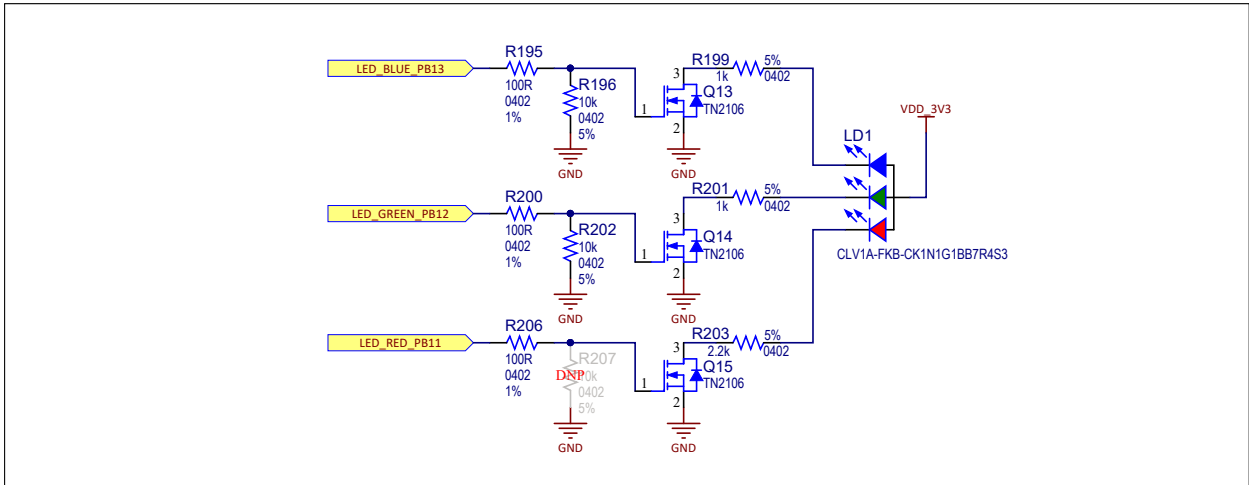 LED_BLUE_PB13
R195
100R
0402
1%
R196
10k
0402
5%
GND
R199
1k
5%
0402
3
1
2
Q13
TN2106
GND
VDD_3V3
LD1
CLV1A-FKB-CK1N1G1BB7R4S3
LED_GREEN_PB12
R200
100R
0402
1%
R202
10k
0402
5%
GND
R201
1k
5%
0402
3
1
2
Q14
TN2106
GND
LED_RED_PB11
R206
100R
0402
1%
R207
DNP
0402
5%
GND
R203
2.2k
5%
0402
3
1
2
Q15
TN2106
GND